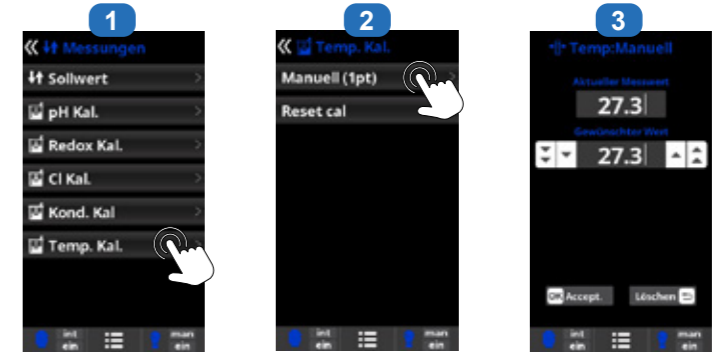 1
Messungen
Sollwert
pH Kal.
Redox Kal.
Cl Kal.
Kond. Kal
Temp. Kal.
int
ein
man
ein
2
Temp. Kal.
Manuell (1pt)
Reset cal
int
ein
man
ein
3
Temp:Manuell
Aktueller Messwert
27.3
Gewünschter Wert
27.3
OK Accept. Löschen
int
ein
man
ein